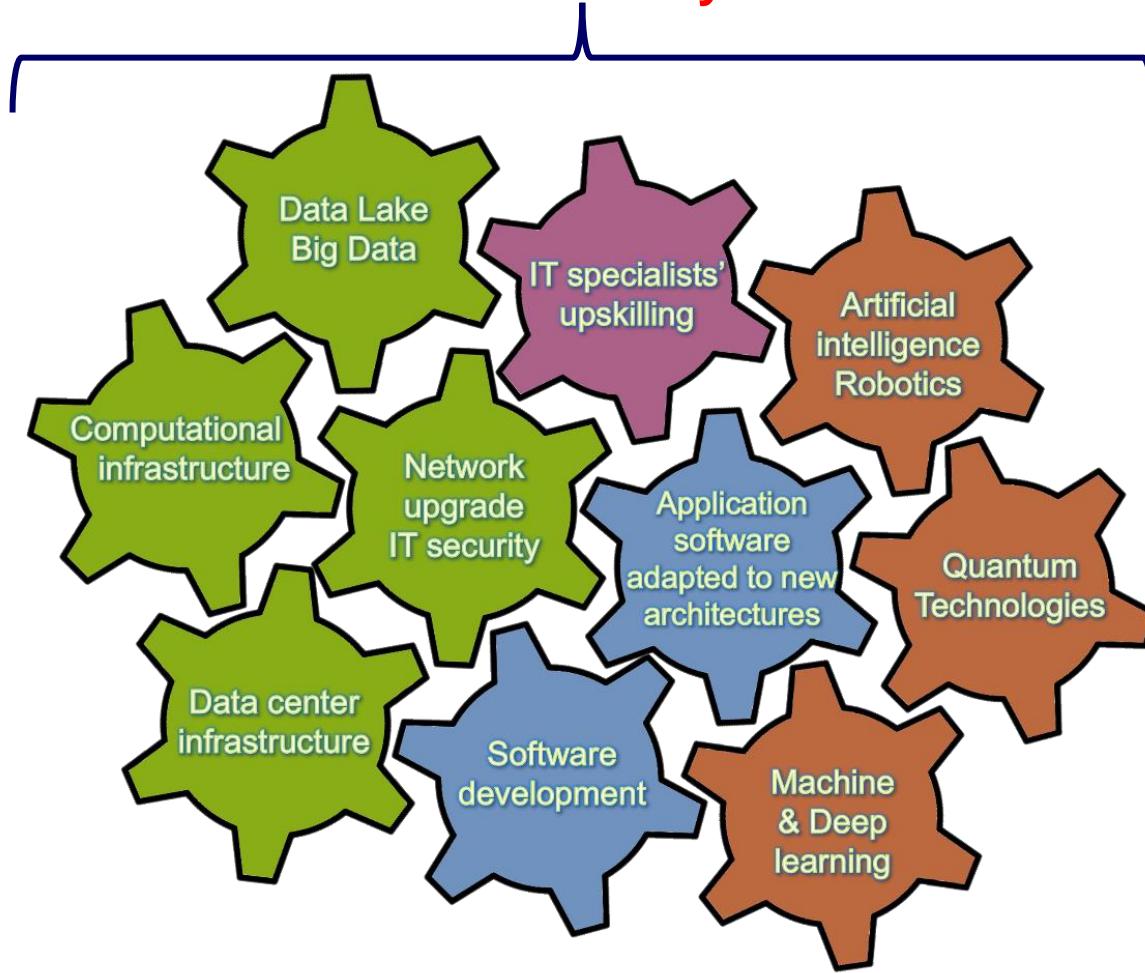 Data Lake
Big Data
IT specialists’
upskilling
Artificial
intelligence
Robotics
Computational
infrastructure
Network
upgrade
IT security
Application
software
adapted to new
architectures
Quantum
Technologies
Data center
infrastructure
Software
development
Machine
& Deep
learning